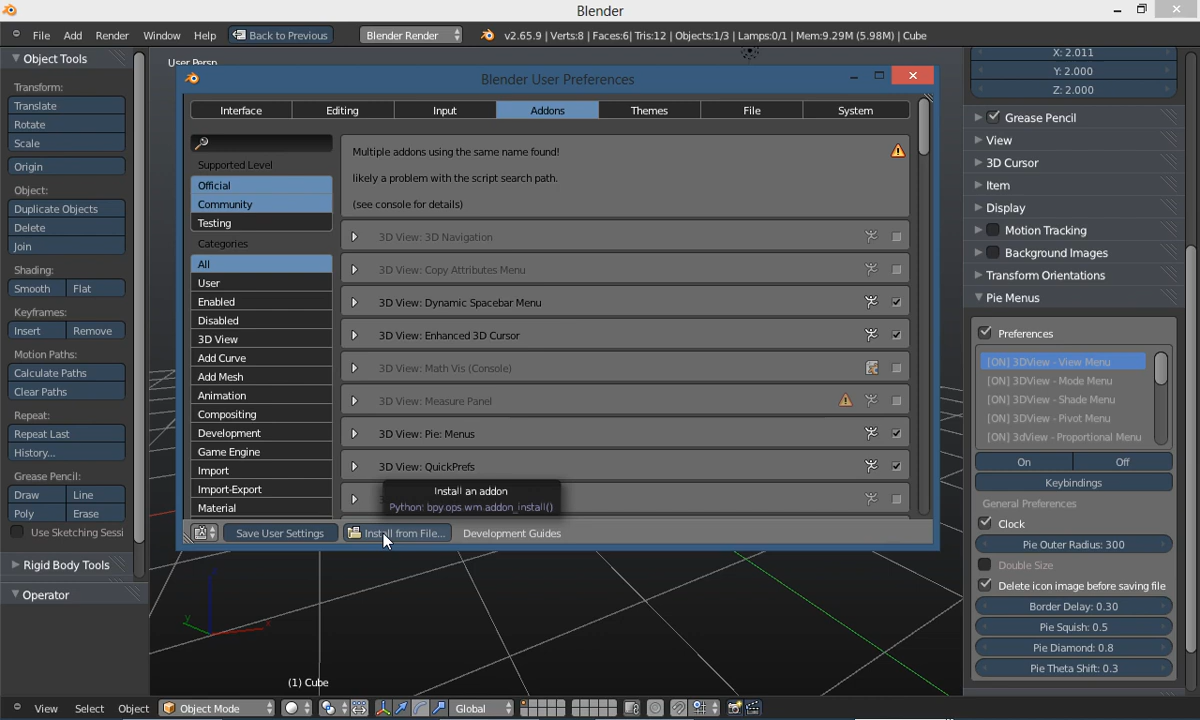 Blender
File Add Render Window Help Back to Previous Blender Render v2.65.9 | Verts:8 | Faces:6| Tris:12 | Objects:1/3 | Lamps:0/1 | Mem:9.29M (5.98M) | Cube
Object Tools
Transform:
Translate
Rotate
Scale
Origin
Object:
Duplicate Objects
Delete
Join
Shading:
Smooth Flat
Keyframes:
Insert Remove
Motion Paths:
Calculate Paths
Clear Paths
Repeat:
Repeat Last
History...
Grease Pencil:
Draw Line
Poly Erase
Use Sketching Sessi
Rigid Body Tools
Operator
User Persp
Blender User Preferences
Interface Editing Input Addons Themes File System
Supported Level
Official
Community
Testing
Categories
All
User
Enabled
Disabled
3D View
Add Curve
Add Mesh
Animation
Compositing
Development
Game Engine
Import
Import-Export
Material
Multiple addons using the same name found!
likely a problem with the script search path.
(see console for details)
3D View: 3D Navigation
3D View: Copy Attributes Menu
3D View: Dynamic Spacebar Menu
3D View: Enhanced 3D Cursor
3D View: Math Vis (Console)
3D View: Measure Panel
3D View: Pie: Menus
3D View: QuickPrefs
Install an addon
Python: bpy.ops.wm.addon_install()
Save User Settings Install from File... Development Guides
X: 2.011
Y: 2.000
Z: 2.000
Grease Pencil
View
3D Cursor
Item
Display
Motion Tracking
Background Images
Transform Orientations
Pie Menus
Preferences
[ON] 3DView - View Menu
[ON] 3DView - Mode Menu
[ON] 3DView - Shade Menu
[ON] 3DView - Pivot Menu
[ON] 3dView - Proportional Menu
On Off
Keybindings
General Preferences
Clock
Pie Outer Radius: 300
Double Size
Delete icon image before saving file
Border Delay: 0.30
Pie Squish: 0.5
Pie Diamond: 0.8
Pie Theta Shift: 0.3
z
y
x
(1) Cube
View Select Object Object Mode Global